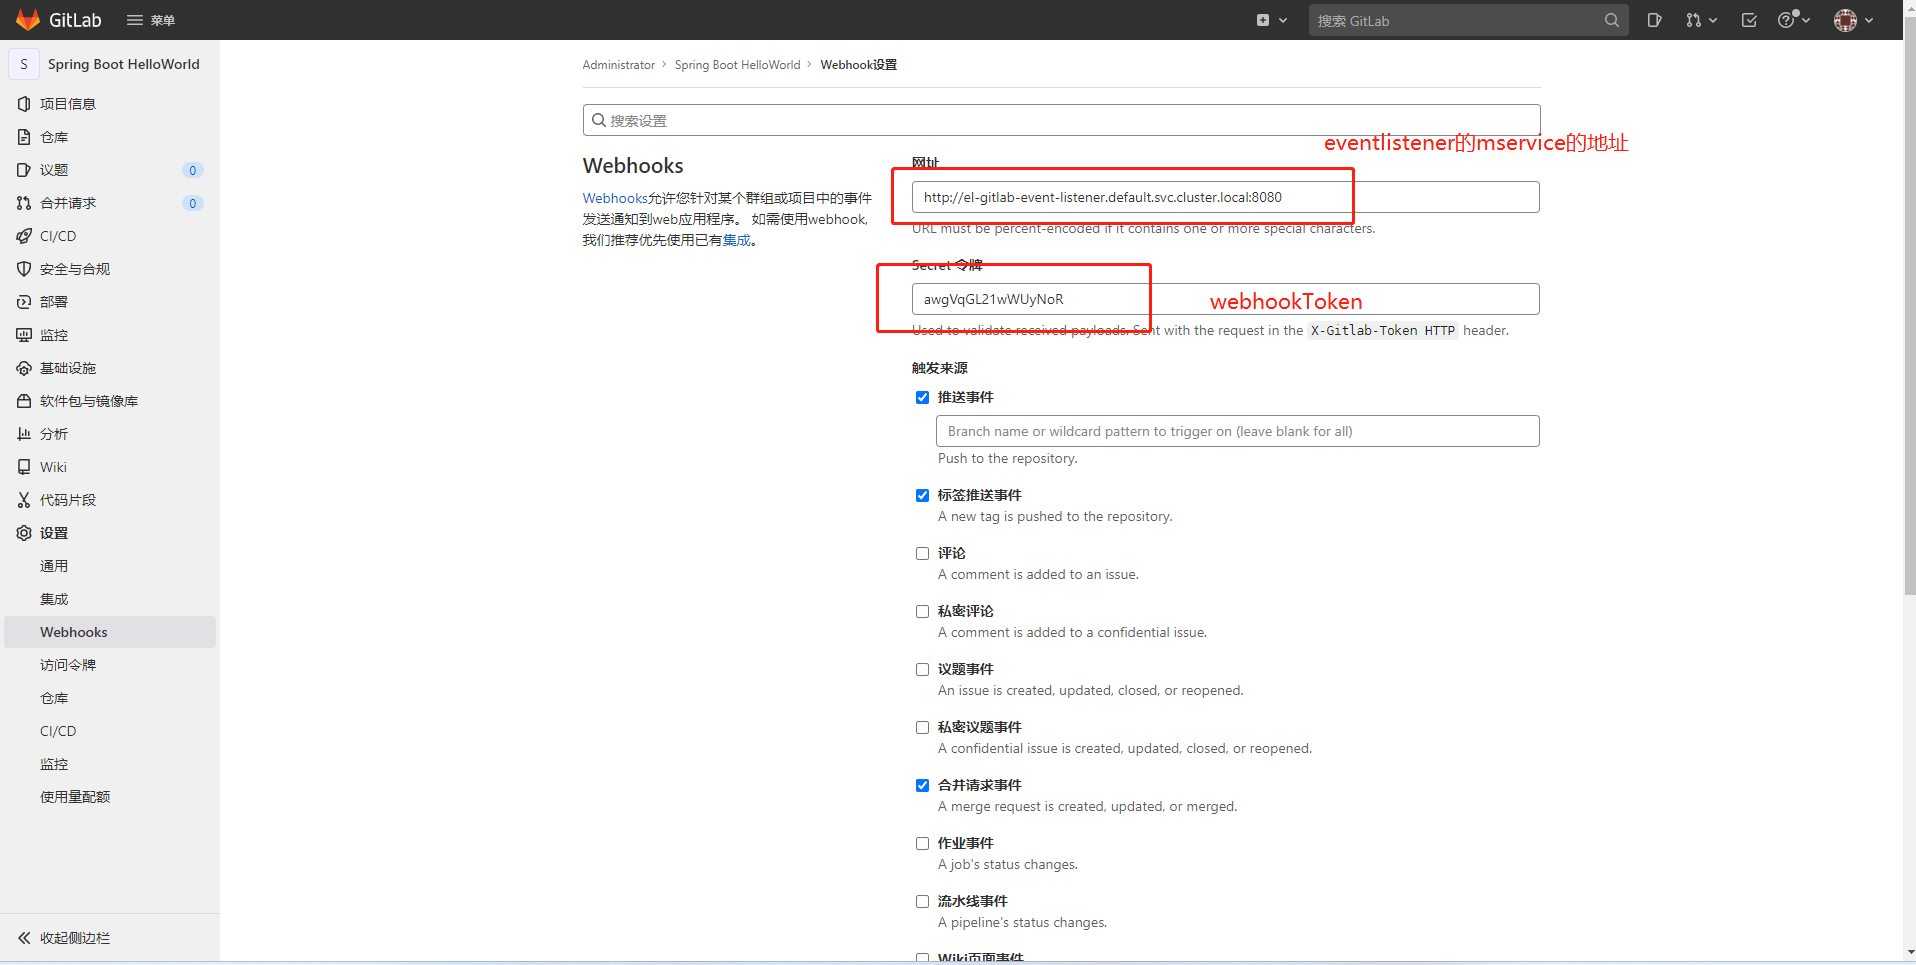 GitLab
菜单
搜索 GitLab
S
Spring Boot HelloWorld
项目信息
仓库
议题
0
合并请求
0
CI/CD
安全与合规
部署
监控
基础设施
软件包与镜像库
分析
Wiki
代码片段
设置
通用
集成
Webhooks
访问令牌
仓库
CI/CD
监控
使用量配额
收起侧边栏
Administrator › Spring Boot HelloWorld › Webhook设置
搜索设置
Webhooks
Webhooks允许您针对某个群组或项目中的事件
发送通知到web应用程序。 如需使用webhook,
我们推荐优先使用已有集成。
eventlistener的mservice的地址
网址
http://el-gitlab-event-listener.default.svc.cluster.local:8080
URL must be percent-encoded if it contains one or more special characters.
Secret 令牌
awgVqGL21wWUyNoR
webhookToken
Used to validate received payloads. Sent with the request in the X-Gitlab-Token HTTP header.
触发来源
推送事件
Branch name or wildcard pattern to trigger on (leave blank for all)
Push to the repository.
标签推送事件
A new tag is pushed to the repository.
评论
A comment is added to an issue.
私密评论
A comment is added to a confidential issue.
议题事件
An issue is created, updated, closed, or reopened.
私密议题事件
A confidential issue is created, updated, closed, or reopened.
合并请求事件
A merge request is created, updated, or merged.
作业事件
A job's status changes.
流水线事件
A pipeline's status changes.
Wiki页面事件